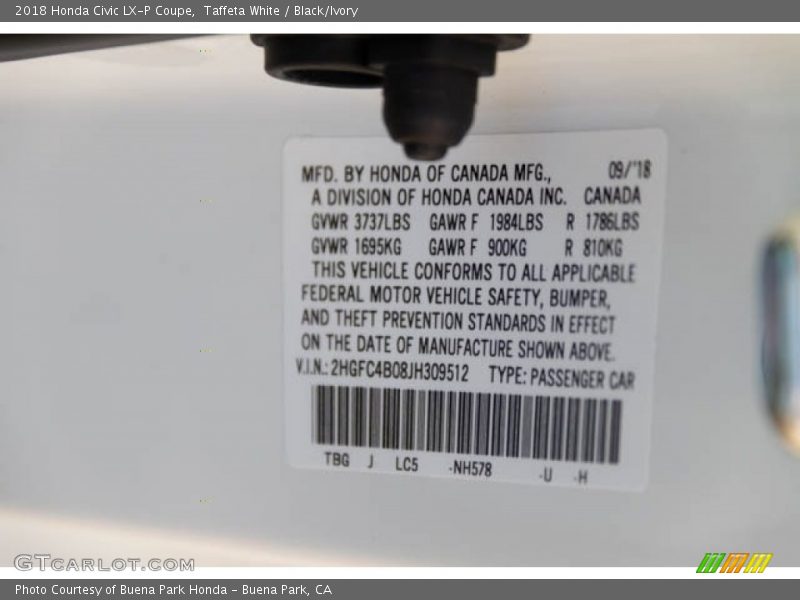 2018 Honda Civic LX-P Coupe,  Taffeta White / Black/Ivory
MFD. BY HONDA OF CANADA MFG., 09/'18
A DIVISION OF HONDA CANADA INC. CANADA
GVWR 3737LBS GAWR F 1984LBS R 1786LBS
GVWR 1695KG GAWR F 900KG R 810KG
THIS VEHICLE CONFORMS TO ALL APPLICABLE
FEDERAL MOTOR VEHICLE SAFETY, BUMPER,
AND THEFT PREVENTION STANDARDS IN EFFECT
ON THE DATE OF MANUFACTURE SHOWN ABOVE.
V.I.N.: 2HGFC4B08JH309512 TYPE: PASSENGER CAR
TBG J LC5 -NH578 -U -H
GTCARLOT.COM
Photo Courtesy of Buena Park Honda - Buena Park, CA